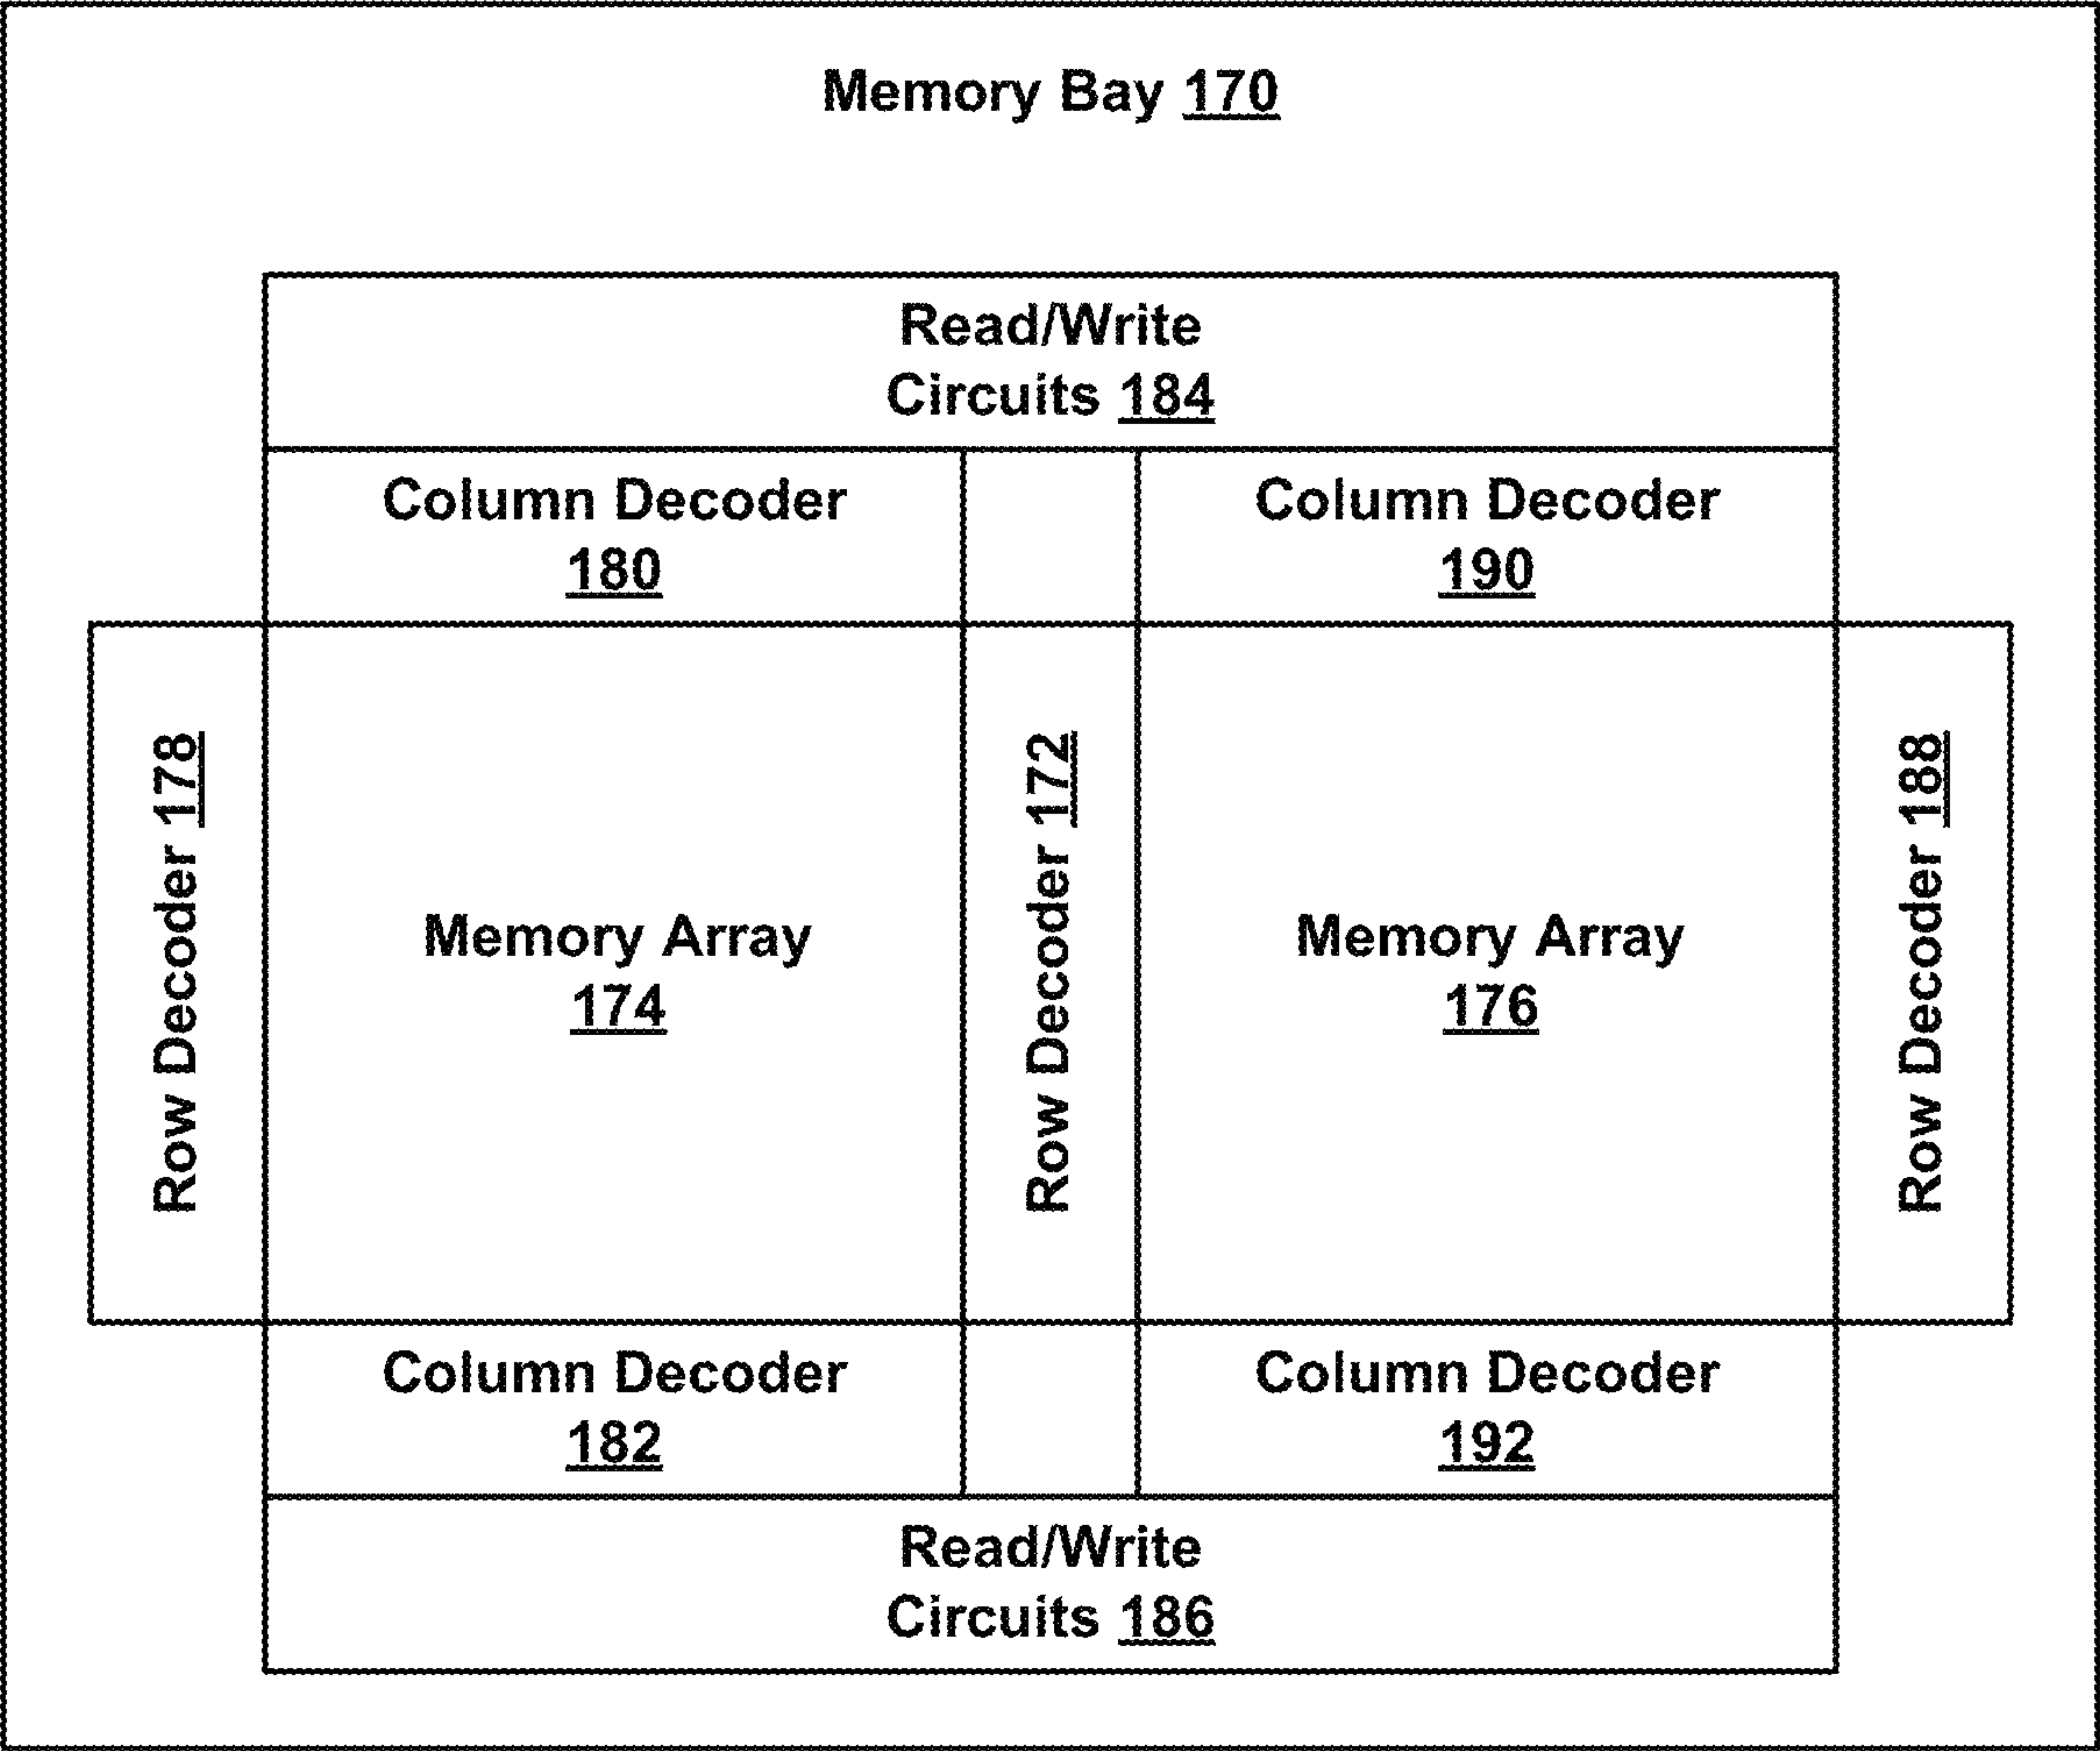 Memory Bay 170
Read/Write
Circuits 184
Column Decoder
180
Column Decoder
190
Row Decoder 178
Memory Array
174
Row Decoder 172
Memory Array
176
Row Decoder 188
Column Decoder
182
Column Decoder
192
Read/Write
Circuits 186